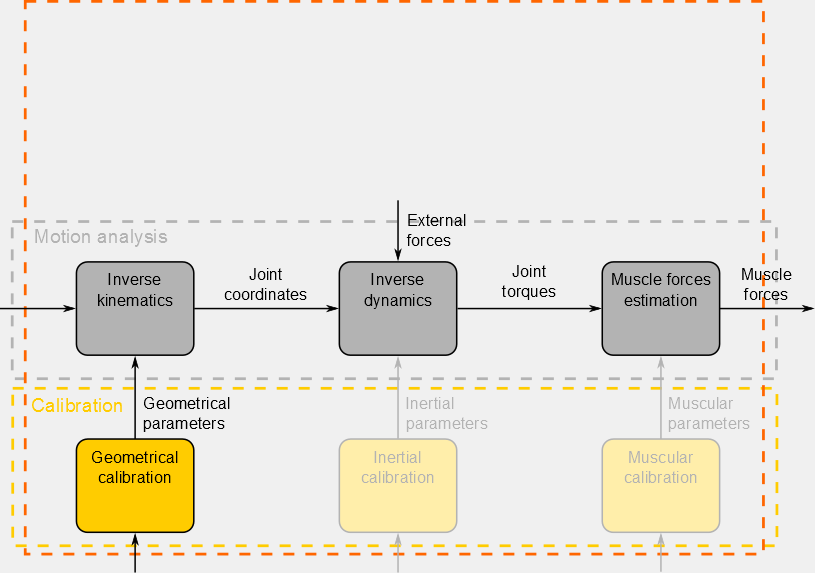 External
forces
Motion analysis
Inverse
kinematics
Joint
coordinates
Inverse
dynamics
Joint
torques
Muscle forces
estimation
Muscle
forces
Calibration
Geometrical
parameters
Inertial
parameters
Muscular
parameters
Geometrical
calibration
Inertial
calibration
Muscular
calibration